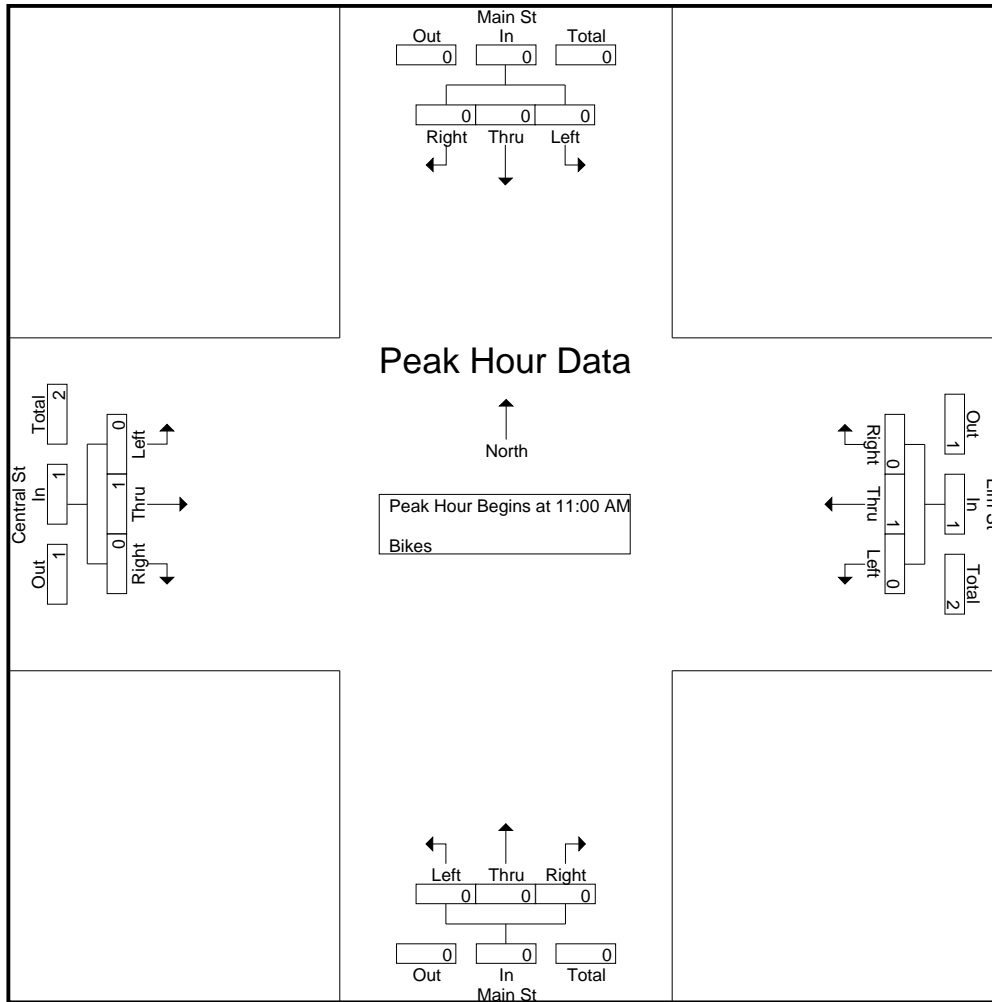 Main St
Out In Total
0 0 0
0 0 0
Right Thru Left
Peak Hour Data
North
Peak Hour Begins at 11:00 AM
Bikes
Central St
Total In Out
2 1 1
0 1 0
Left Thru Right
Right Thru Left
0 1 0
Out In Total
1 1 2
St
Left Thru Right
0 0 0
0 0 0
Out In Total
Main St